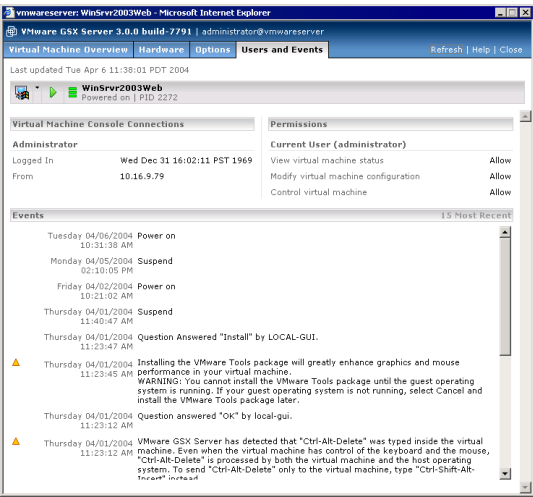 vmwareserver: WinSrvr2003Web - Microsoft Internet Explorer
VMware GSX Server 3.0.0 build-7791 | administrator@vmwareserver
Virtual Machine Overview Hardware Options Users and Events Refresh | Help | Close
Last updated Tue Apr 6 11:38:01 PDT 2004
WinSrvr2003Web
Powered on | PID 2272
Virtual Machine Console Connections
Administrator
Logged In Wed Dec 31 16:02:11 PST 1969
From 10.16.9.79
Permissions
Current User (administrator)
View virtual machine status Allow
Modify virtual machine configuration Allow
Control virtual machine Allow
Events 15 Most Recent
Tuesday 04/06/2004 Power on
10:31:38 AM
Monday 04/05/2004 Suspend
02:10:05 PM
Friday 04/02/2004 Power on
10:21:02 AM
Thursday 04/01/2004 Suspend
11:40:47 AM
Thursday 04/01/2004 Question Answered "Install" by LOCAL-GUI.
11:23:47 AM
Thursday 04/01/2004 Installing the VMware Tools package will greatly enhance graphics and mouse
11:23:45 AM performance in your virtual machine.
WARNING: You cannot install the VMware Tools package until the guest operating
system is running. If your guest operating system is not running, select Cancel and
install the VMware Tools package later.
Thursday 04/01/2004 Question answered "OK" by local-gui.
11:23:12 AM
Thursday 04/01/2004 VMware GSX Server has detected that "Ctrl-Alt-Delete" was typed inside the virtual
11:23:12 AM machine. Even when the virtual machine has control of the keyboard and the mouse,
"Ctrl-Alt-Delete" is processed by both the virtual machine and the host operating
system. To send "Ctrl-Alt-Delete" only to the virtual machine, type "Ctrl-Shift-Alt-
Insert" instead